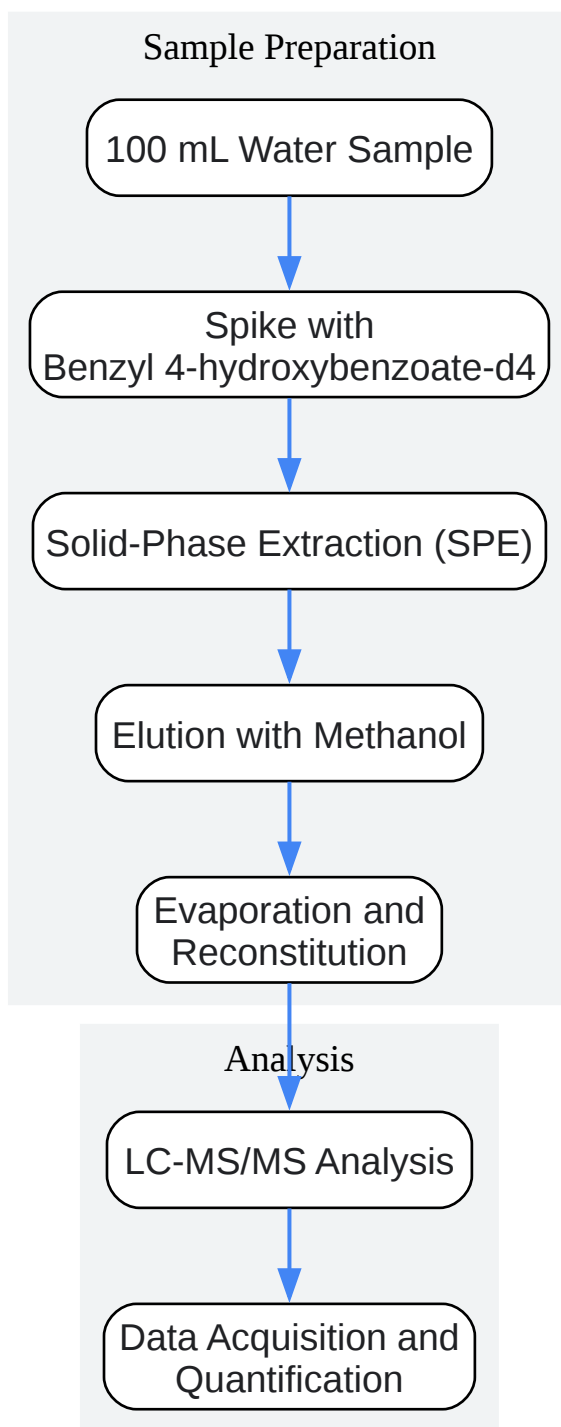 Sample Preparation
100 mL Water Sample
Spike with
Benzyl 4-hydroxybenzoate-d4
Solid-Phase Extraction (SPE)
Elution with Methanol
Evaporation and
Reconstitution
Analysis
LC-MS/MS Analysis
Data Acquisition and
Quantification